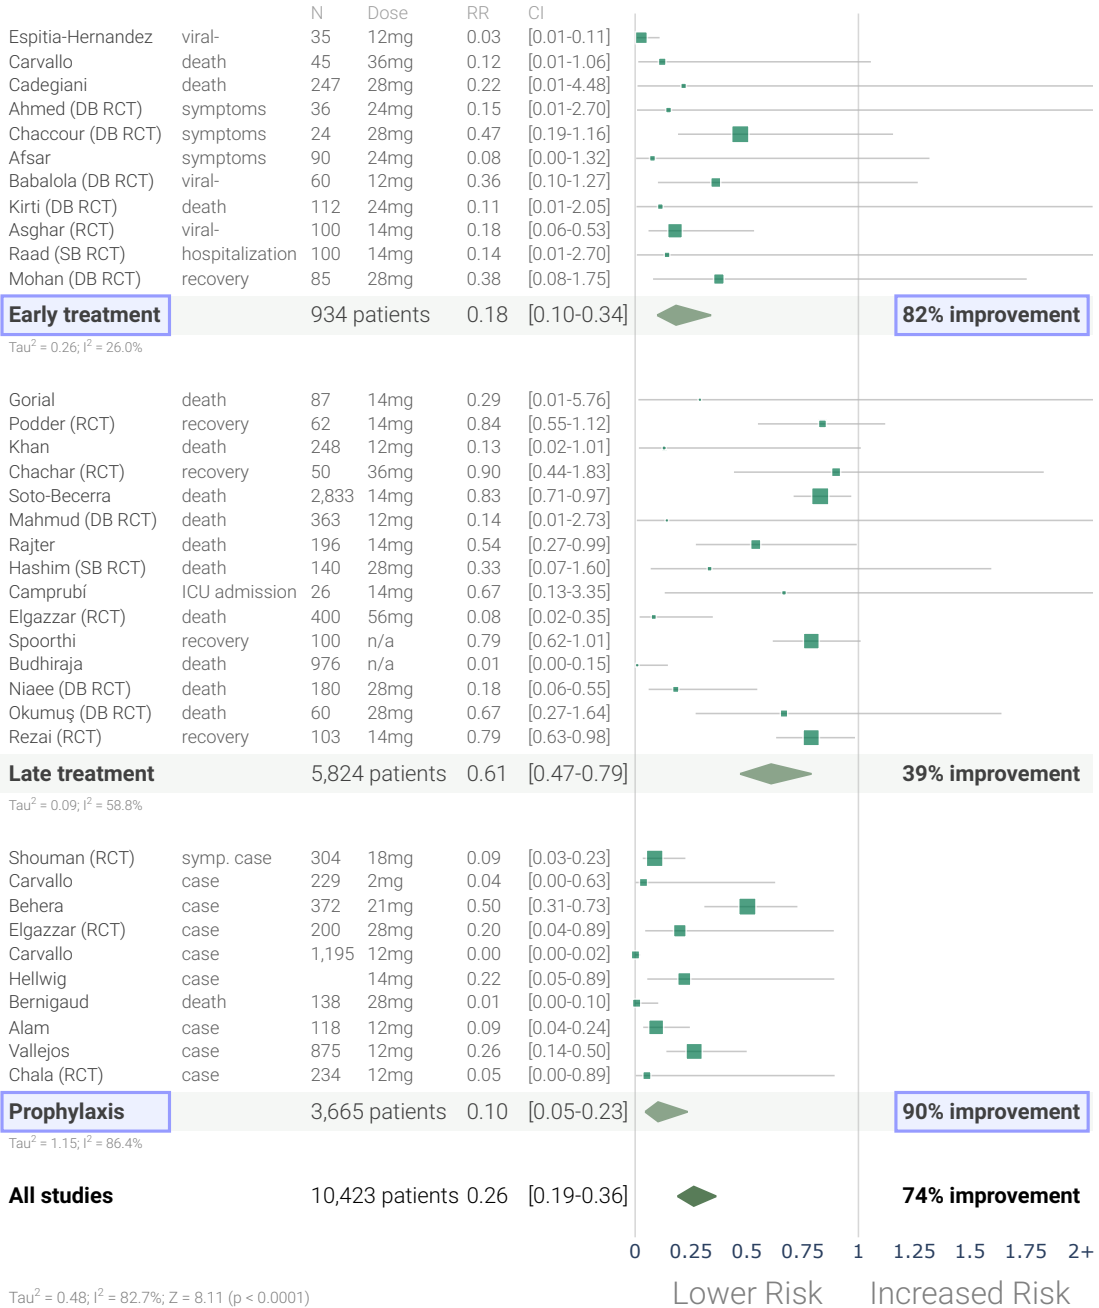 N Dose RR CI
Espitia-Hernandez viral- 35 12mg 0.03 [0.01-0.11]
Carvallo death 45 36mg 0.12 [0.01-1.06]
Cadegiani death 247 28mg 0.22 [0.01-4.48]
Ahmed (DB RCT) symptoms 36 24mg 0.15 [0.01-2.70]
Chaccour (DB RCT) symptoms 24 28mg 0.47 [0.19-1.16]
Afsar symptoms 90 24mg 0.08 [0.00-1.32]
Babalola (DB RCT) viral- 60 12mg 0.36 [0.10-1.27]
Kirti (DB RCT) death 112 24mg 0.11 [0.01-2.05]
Asghar (RCT) viral- 100 14mg 0.18 [0.06-0.53]
Raad (SB RCT) hospitalization 100 14mg 0.14 [0.01-2.70]
Mohan (DB RCT) recovery 85 28mg 0.38 [0.08-1.75]
Early treatment 934 patients 0.18 [0.10-0.34] 82% improvement
Tau² = 0.26; I² = 26.0%
Gorial death 87 14mg 0.29 [0.01-5.76]
Podder (RCT) recovery 62 14mg 0.84 [0.55-1.12]
Khan death 248 12mg 0.13 [0.02-1.01]
Chachar (RCT) recovery 50 36mg 0.90 [0.44-1.83]
Soto-Becerra death 2,833 14mg 0.83 [0.71-0.97]
Mahmud (DB RCT) death 363 12mg 0.14 [0.01-2.73]
Rajter death 196 14mg 0.54 [0.27-0.99]
Hashim (SB RCT) death 140 28mg 0.33 [0.07-1.60]
Camprubí ICU admission 26 14mg 0.67 [0.13-3.35]
Elgazzar (RCT) death 400 56mg 0.08 [0.02-0.35]
Spoorthi recovery 100 n/a 0.79 [0.62-1.01]
Budhiraja death 976 n/a 0.01 [0.00-0.15]
Niaee (DB RCT) death 180 28mg 0.18 [0.06-0.55]
Okumuş (DB RCT) death 60 28mg 0.67 [0.27-1.64]
Rezai (RCT) recovery 103 14mg 0.79 [0.63-0.98]
Late treatment 5,824 patients 0.61 [0.47-0.79] 39% improvement
Tau² = 0.09; I² = 58.8%
Shouman (RCT) symp. case 304 18mg 0.09 [0.03-0.23]
Carvallo case 229 2mg 0.04 [0.00-0.63]
Behera case 372 21mg 0.50 [0.31-0.73]
Elgazzar (RCT) case 200 28mg 0.20 [0.04-0.89]
Carvallo case 1,195 12mg 0.00 [0.00-0.02]
Hellwig case 14mg 0.22 [0.05-0.89]
Bernigaud death 138 28mg 0.01 [0.00-0.10]
Alam case 118 12mg 0.09 [0.04-0.24]
Vallejos case 875 12mg 0.26 [0.14-0.50]
Chala (RCT) case 234 12mg 0.05 [0.00-0.89]
Prophylaxis 3,665 patients 0.10 [0.05-0.23] 90% improvement
Tau² = 1.15; I² = 86.4%
All studies 10,423 patients 0.26 [0.19-0.36] 74% improvement
0 0.25 0.5 0.75 1 1.25 1.5 1.75 2+
Tau² = 0.48; I² = 82.7%; Z = 8.11 (p < 0.0001) Lower Risk Increased Risk